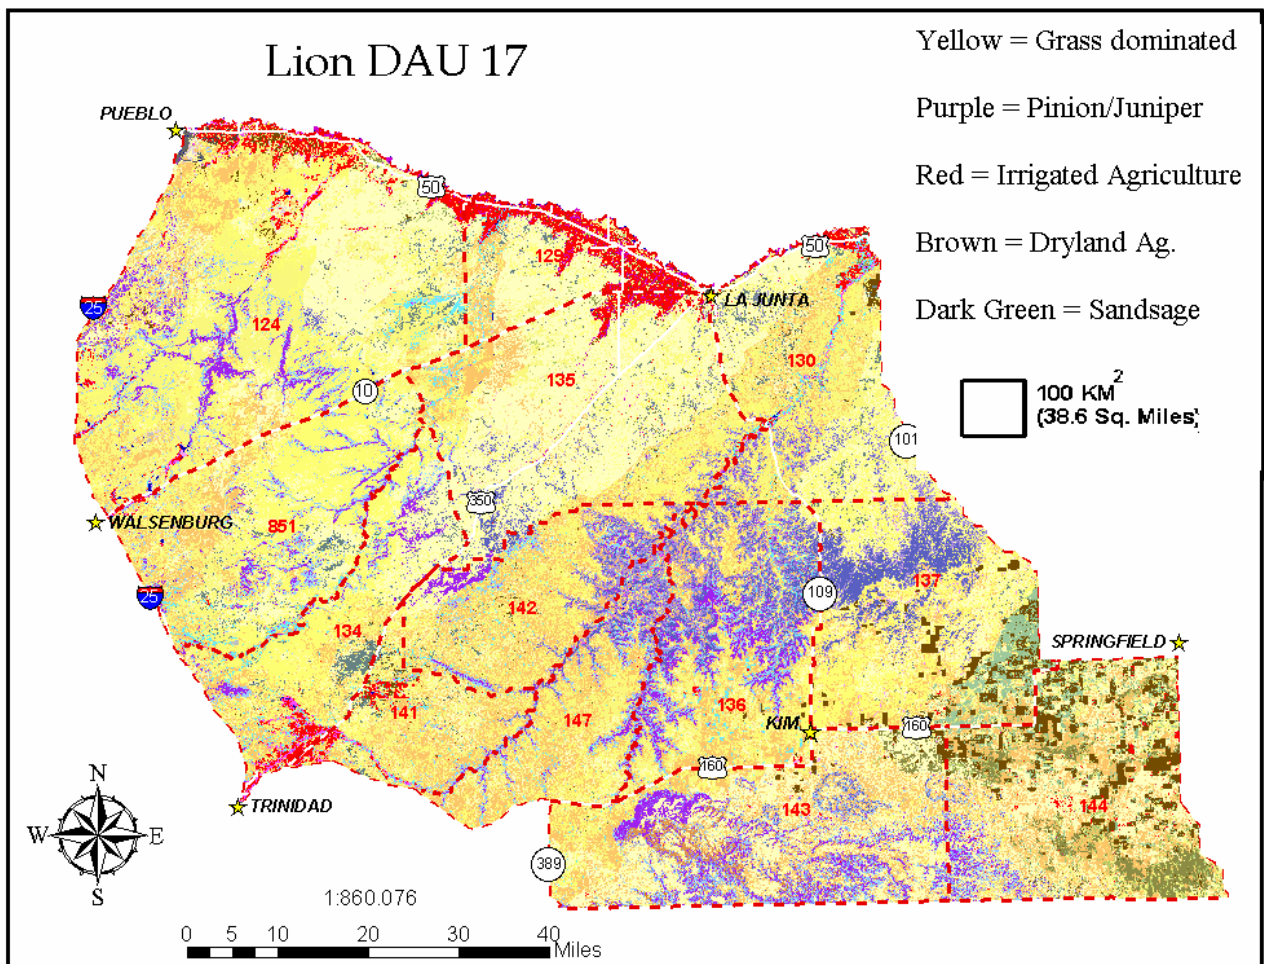 Lion DAU 17
Yellow = Grass dominated
Purple = Pinion/Juniper
Red = Irrigated Agriculture
Brown = Dryland Ag.
Dark Green = Sandsage
100 KM2
(38.6 Sq. Miles)
PUEBLO
50
129
50
LA JUNTA
25
124
130
135
10
101
350
WALSENBURG
851
137
25
142
109
134
SPRINGFIELD
141
147
136
KIM
160
160
143
144
TRINIDAD
389
N
W
E
S
1:860.076
0 5 10 20 30 40
Miles